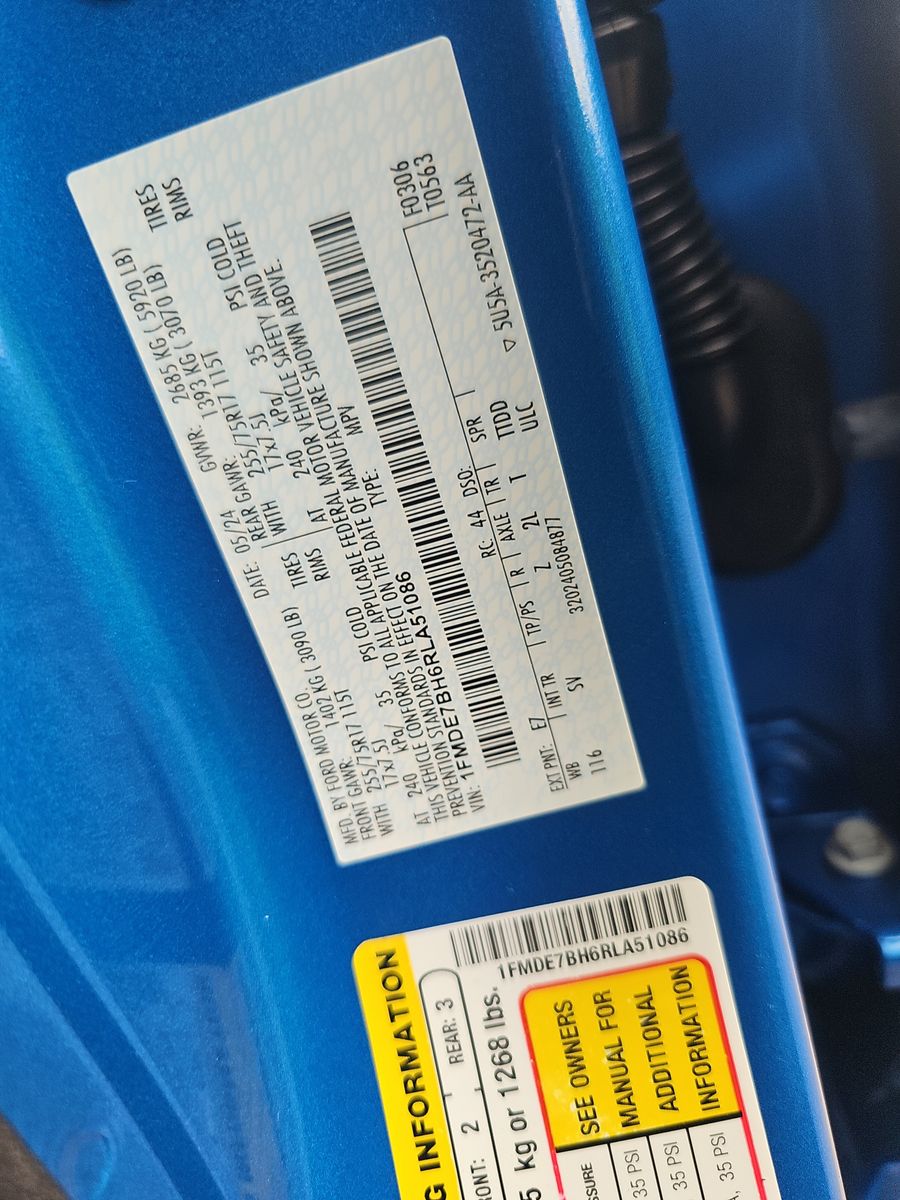 MFD. BY FORD MOTOR CO.
DATE: 05/24 GVWR: 2685 KG ( 5920 LB)
FRONT GAWR: 1402 KG ( 3090 LB) REAR GAWR: 1393 KG ( 3070 LB)
255/75R17 115T TIRES WITH 255/75R17 115T TIRES
WITH 17x7.5J RIMS 17x7.5J RIMS
AT 240 kPa/ 35 PSI COLD AT 240 kPa/ 35 PSI COLD
THIS VEHICLE CONFORMS TO ALL APPLICABLE FEDERAL MOTOR VEHICLE SAFETY AND THEFT
PREVENTION STANDARDS IN EFFECT ON THE DATE OF MANUFACTURE SHOWN ABOVE.
VIN: 1FMDE7BH6RLA51086 TYPE: MPV
F0306
T0563
EXT PNT: E7 RC: 44 DSO:
WB INT TR TP/PS R AXLE TR SPR
116 SV Z 2L T TTDD
ULC
320240508487 7 ▽ 5U5A-3520472-AA
G INFORMATION
RONT: 2 REAR: 3
1FMDE7BH6RLA51086
5 kg or 1268 lbs.
SSURE
35 PSI
35 PSI
A, 35 PSI
SEE OWNERS
MANUAL FOR
ADDITIONAL
INFORMATION